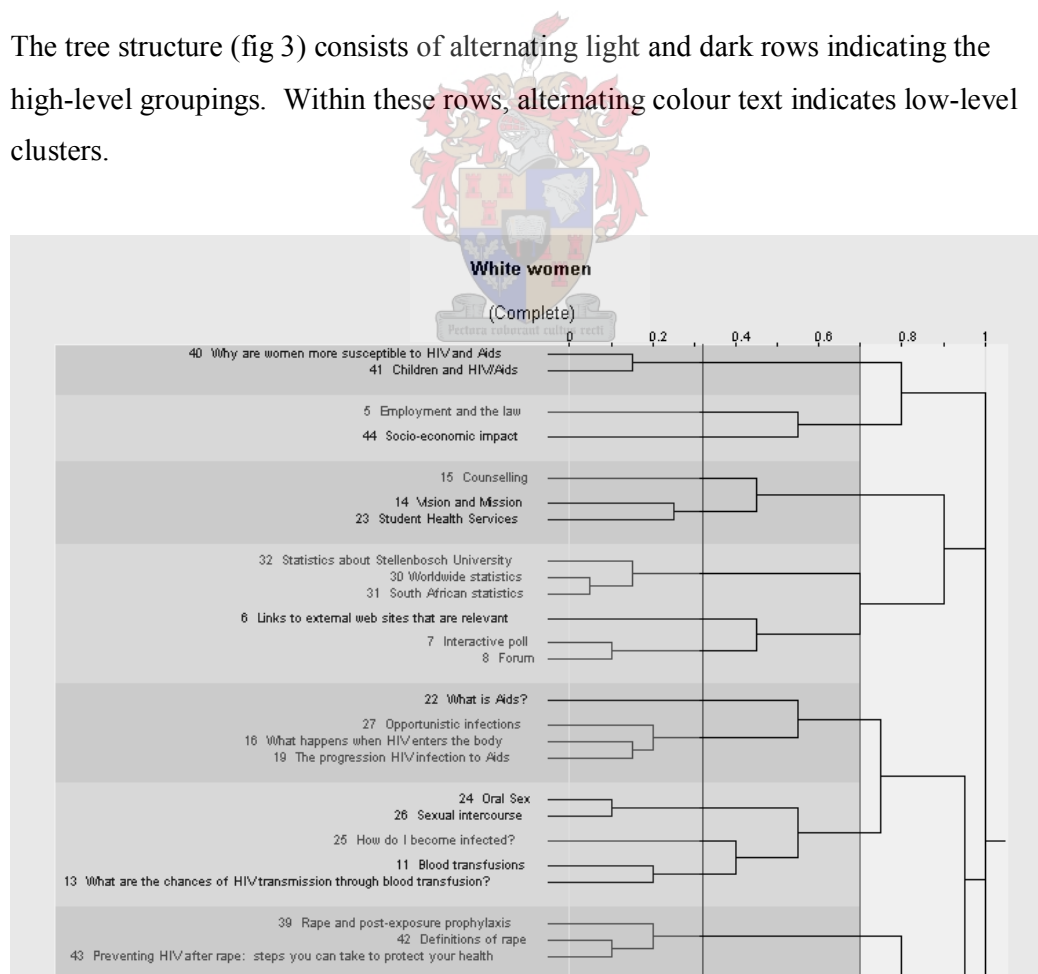 The tree structure (fig 3) consists of alternating light and dark rows indicating the
high-level groupings.  Within these rows, alternating colour text indicates low-level
clusters.
White women
(Complete)
Pectora roborant cultus recti
0 0.2 0.4 0.6 0.8 1
40 Why are women more susceptible to HIV and Aids
41 Children and HIV/Aids
5 Employment and the law
44 Socio-economic impact
15 Counselling
14 Vision and Mission
23 Student Health Services
32 Statistics about Stellenbosch University
30 Worldwide statistics
31 South African statistics
6 Links to external web sites that are relevant
7 Interactive poll
8 Forum
22 What is Aids?
27 Opportunistic infections
16 What happens when HIV enters the body
19 The progression HIV infection to Aids
24 Oral Sex
26 Sexual intercourse
25 How do I become infected?
11 Blood transfusions
13 What are the chances of HIV transmission through blood transfusion?
39 Rape and post-exposure prophylaxis
42 Definitions of rape
43 Preventing HIV after rape: steps you can take to protect your health